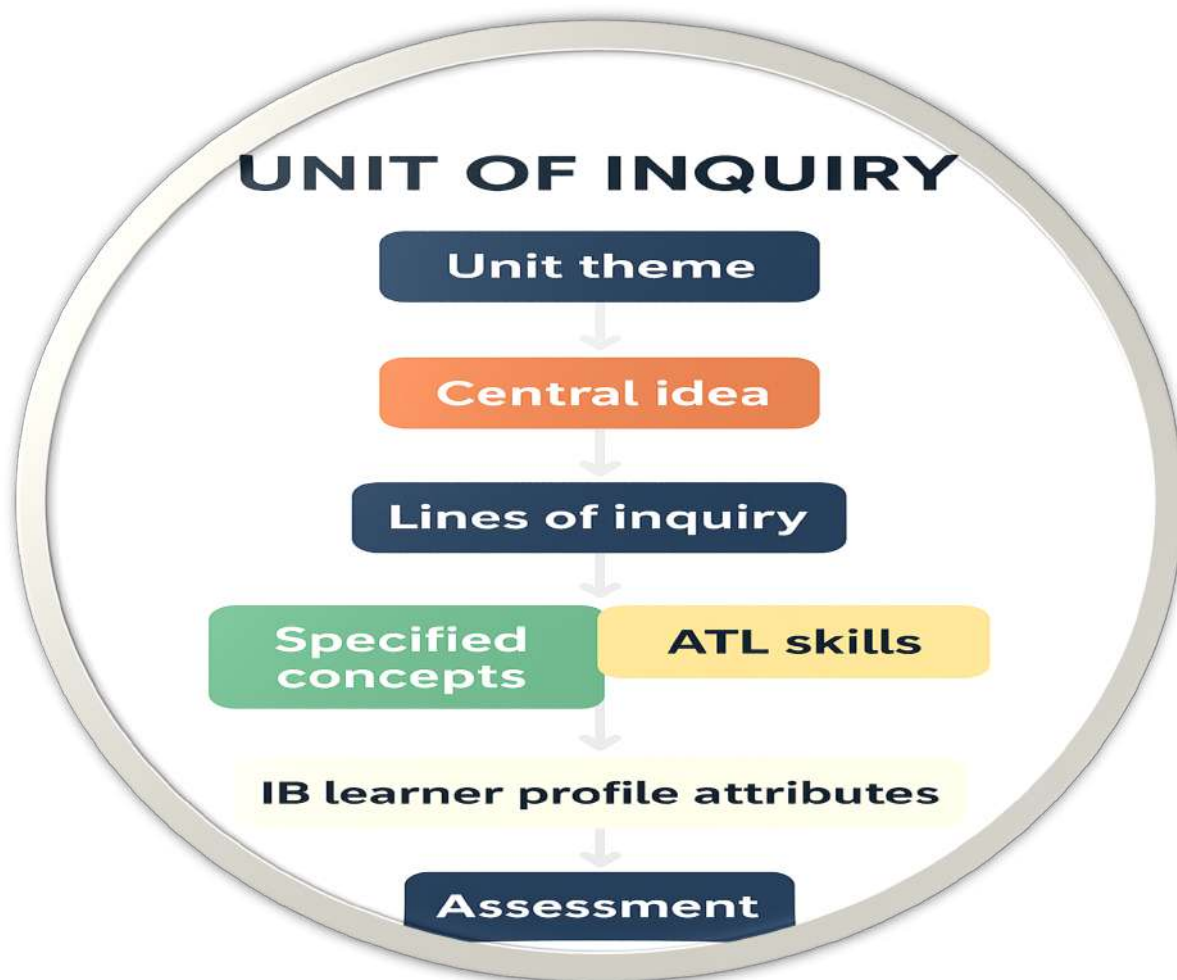 UNIT OF INQUIRY
Unit theme
Central idea
Lines of inquiry
Specified
concepts
ATL skills
IB learner profile attributes
Assessment